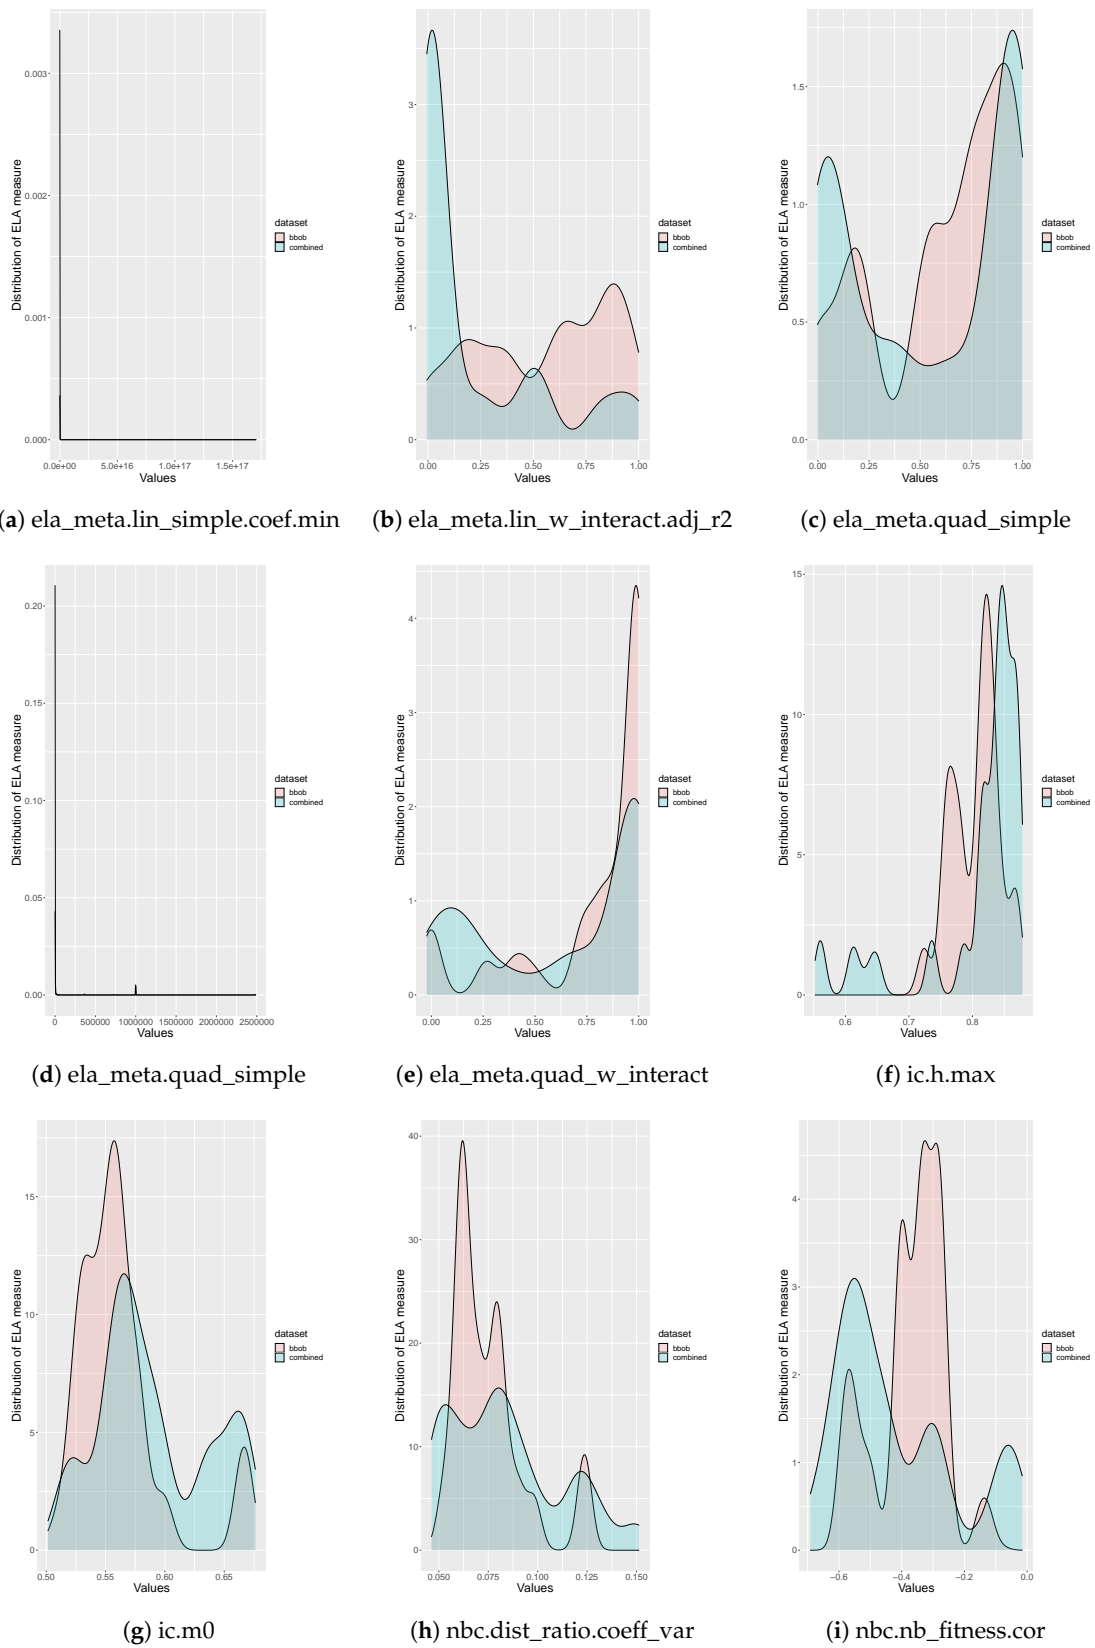 Distribution of ELA measure
0.003
0.002
0.001
0.000
0.0e+00 5.0e+16 1.0e+17 1.5e+17
Values
dataset
bbob
combined
Distribution of ELA measure
3
2
1
0
0.00 0.25 0.50 0.75 1.00
Values
dataset
bbob
combined
Distribution of ELA measure
1.5
1.0
0.5
0.0
0.00 0.25 0.50 0.75 1.00
Values
dataset
bbob
combined
(a) ela_meta.lin_simple.coef.min
(b) ela_meta.lin_w_interact.adj_r2
(c) ela_meta.quad_simple
Distribution of ELA measure
0.20
0.15
0.10
0.05
0.00
0 500000 1000000 1500000 2000000 2500000
Values
dataset
bbob
combined
Distribution of ELA measure
4
3
2
1
0
0.00 0.25 0.50 0.75 1.00
Values
dataset
bbob
combined
Distribution of ELA measure
15
10
5
0
0.6 0.7 0.8
Values
dataset
bbob
combined
(d) ela_meta.quad_simple
(e) ela_meta.quad_w_interact
(f) ic.h.max
Distribution of ELA measure
15
10
5
0
0.50 0.55 0.60 0.65
Values
dataset
bbob
combined
Distribution of ELA measure
40
30
20
10
0
0.050 0.075 0.100 0.125 0.150
Values
dataset
bbob
combined
Distribution of ELA measure
4
3
2
1
0
−0.6 −0.4 −0.2 0.0
Values
dataset
bbob
combined
(g) ic.m0
(h) nbc.dist_ratio.coeff_var
(i) nbc.nb_fitness.cor